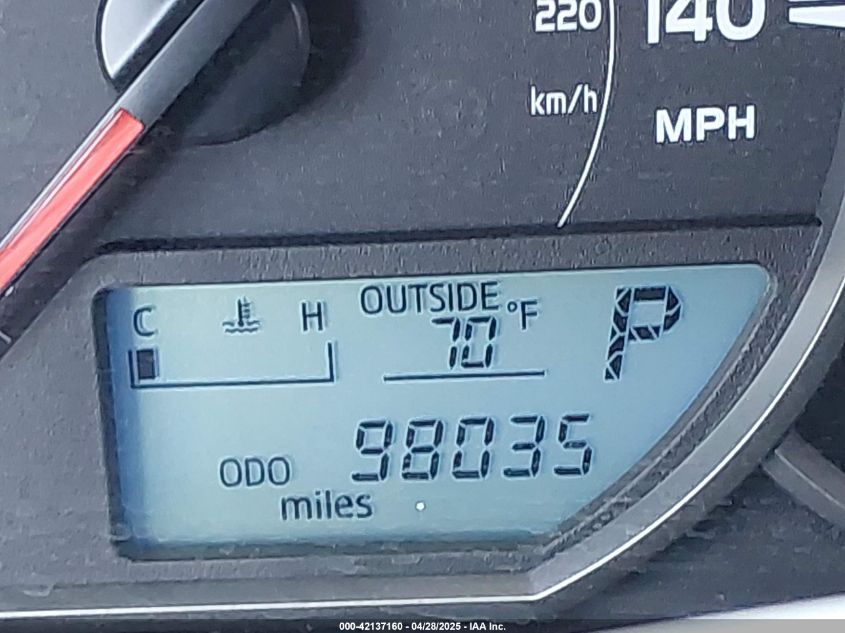 220
140
km/h
MPH
OUTSIDE
C H 70 °F P
ODO 98035
miles
000-42137160 - 04/28/2025 - IAA Inc.